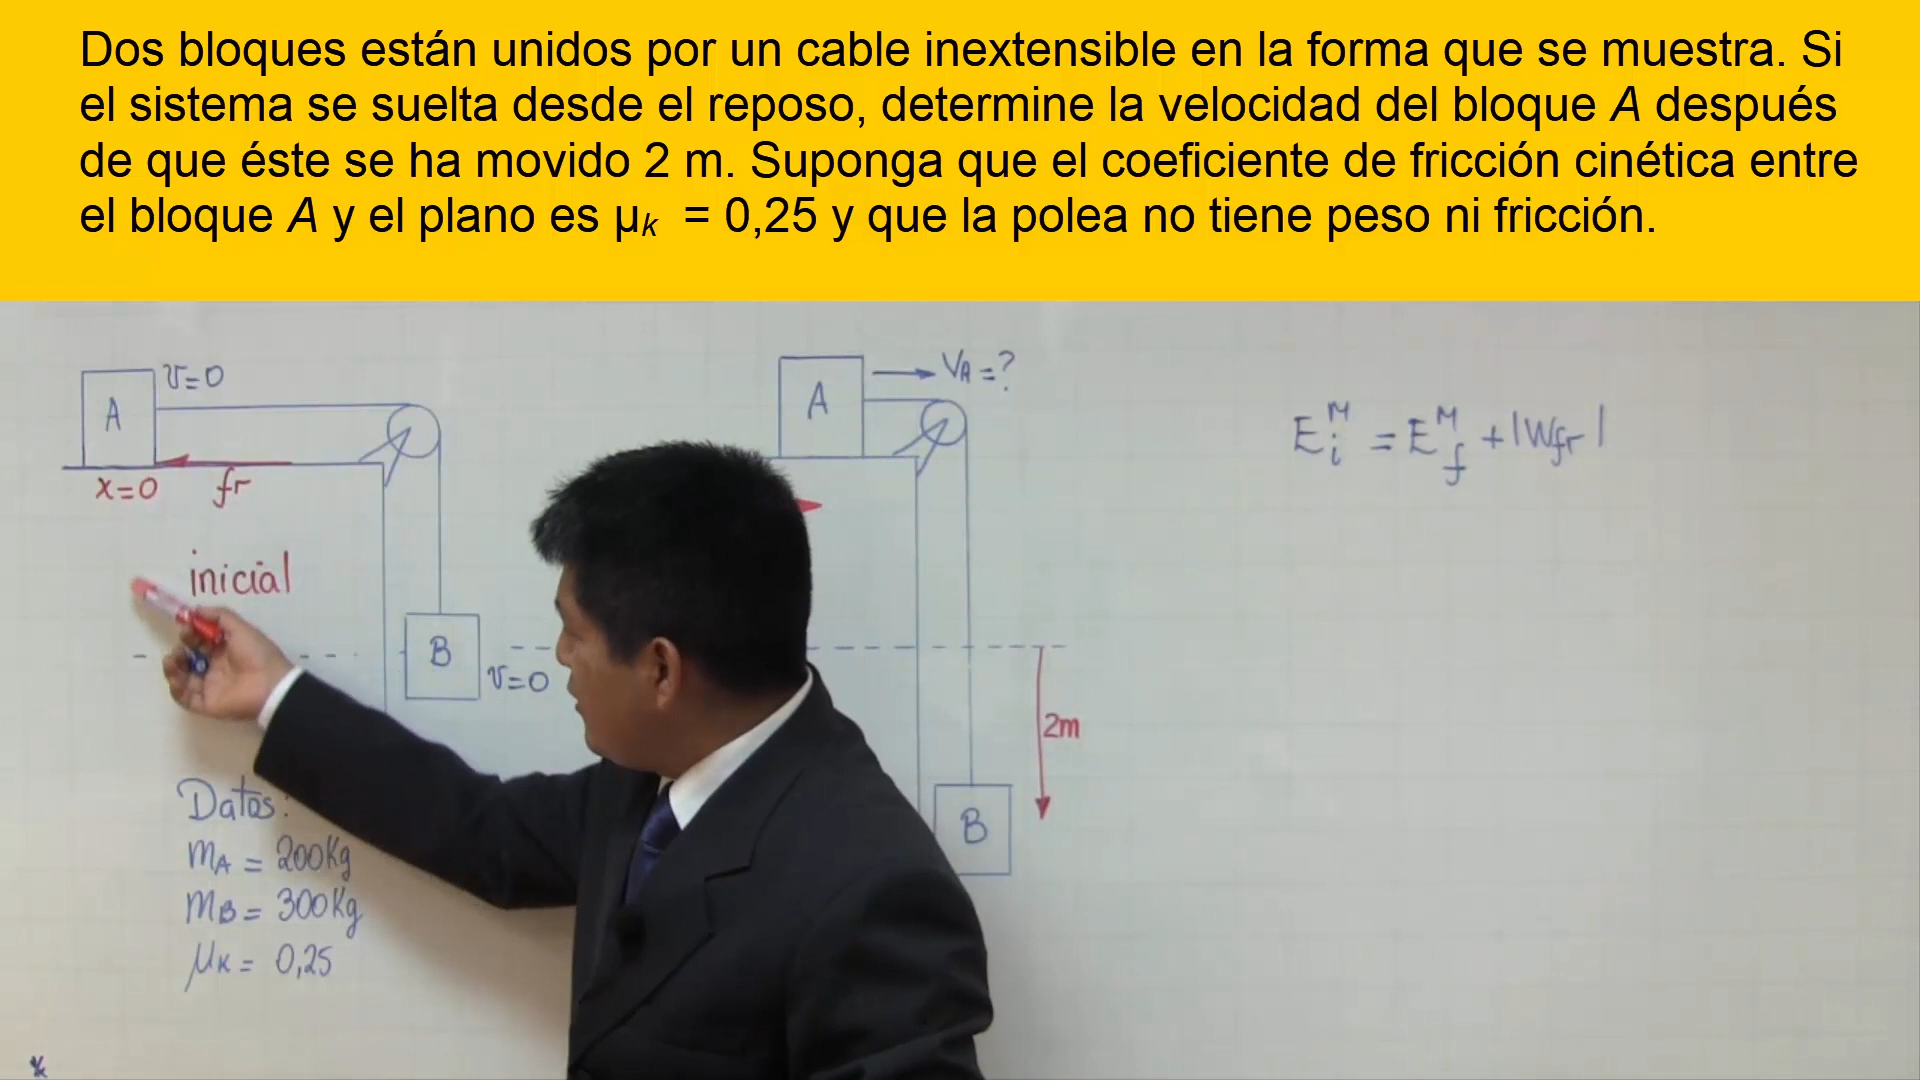 Dos bloques están unidos por un cable inextensible en la forma que se muestra. Si
el sistema se suelta desde el reposo, determine la velocidad del bloque A después
de que éste se ha movido 2 m. Suponga que el coeficiente de fricción cinética entre
el bloque A y el plano es μk = 0,25 y que la polea no tiene peso ni fricción.
A
v=0
x=0 fr
inicial
B
v=0
A
VA=?
2m
B
E_i^M = E_f^M + |Wfr|
Datos:
mA = 200Kg
mB = 300Kg
μK = 0,25